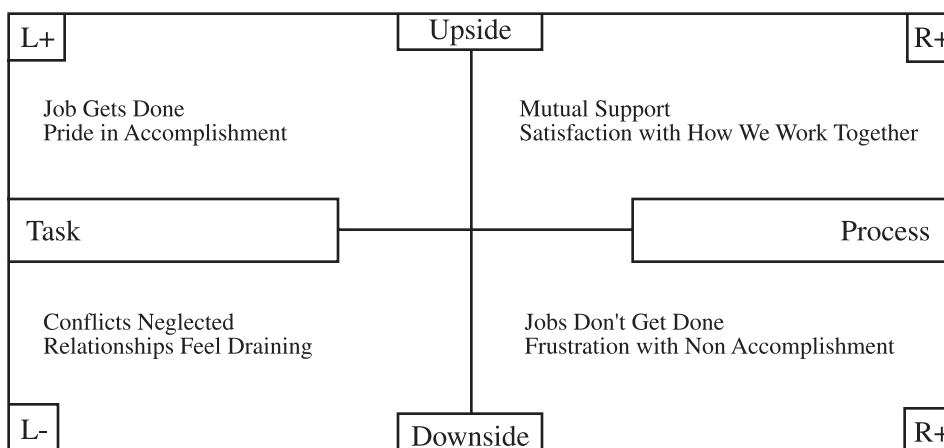 L+
Upside
R+
Job Gets Done
Pride in Accomplishment
Mutual Support
Satisfaction with How We Work Together
Task
Process
Conflicts Neglected
Relationships Feel Draining
Jobs Don't Get Done
Frustration with Non Accomplishment
L-
Downside
R+